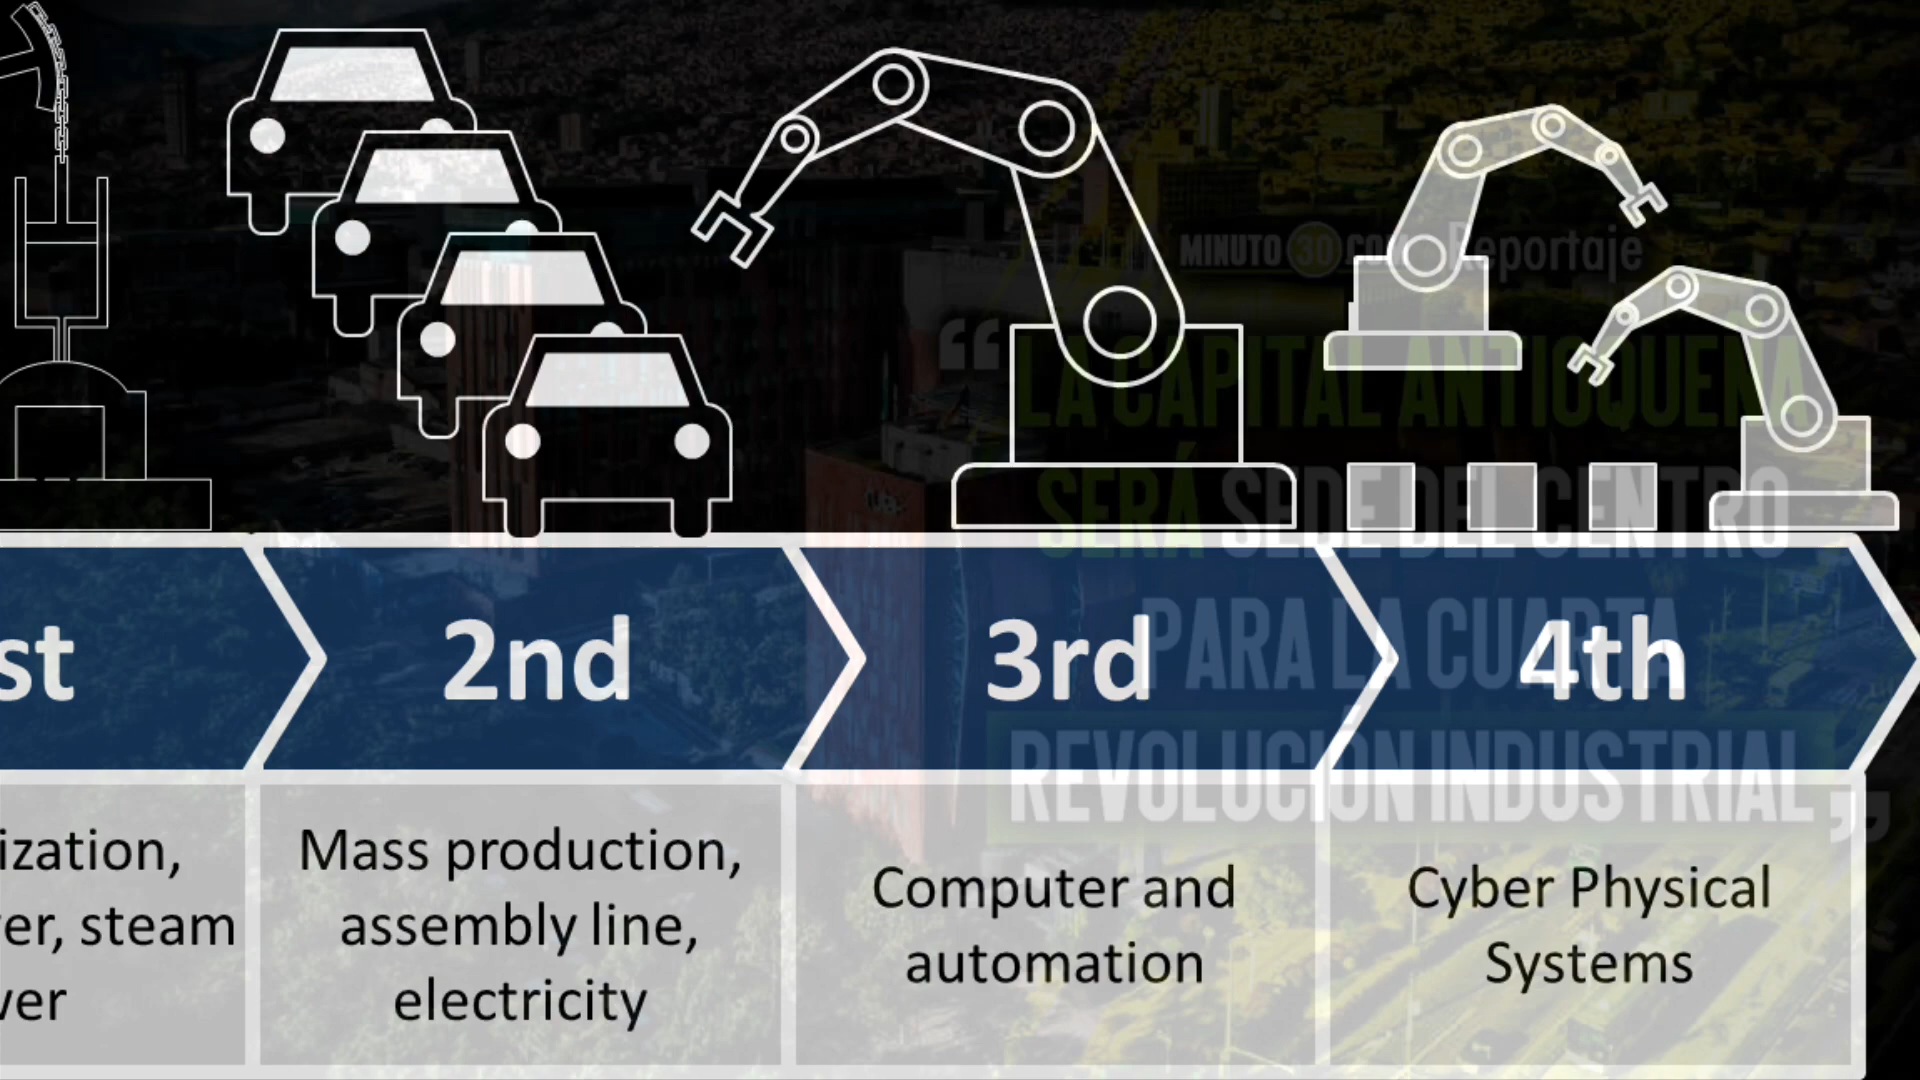 MINUTO 30.CO Reportaje
“LA CAPITAL ANTIOQUEÑA
SERÁ SEDE DEL CENTRO
PARA LA CUARTA
REVOLUCIÓN INDUSTRIAL”
st
2nd
3rd
4th
ization,
er, steam
ver
Mass production,
assembly line,
electricity
Computer and
automation
Cyber Physical
Systems